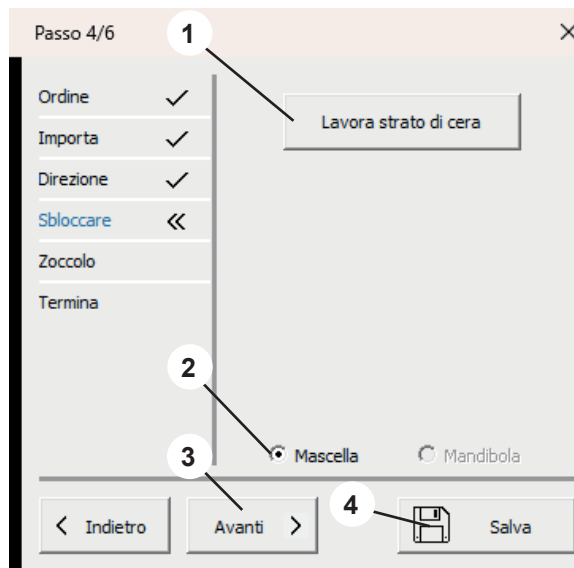 Passo 4/6
1
Ordine
Importa
Direzione
Sbloccare
Zoccolo
Termina
Lavora strato di cera
2
Mascella
Mandibola
3
4
Indietro
Avanti
Salva